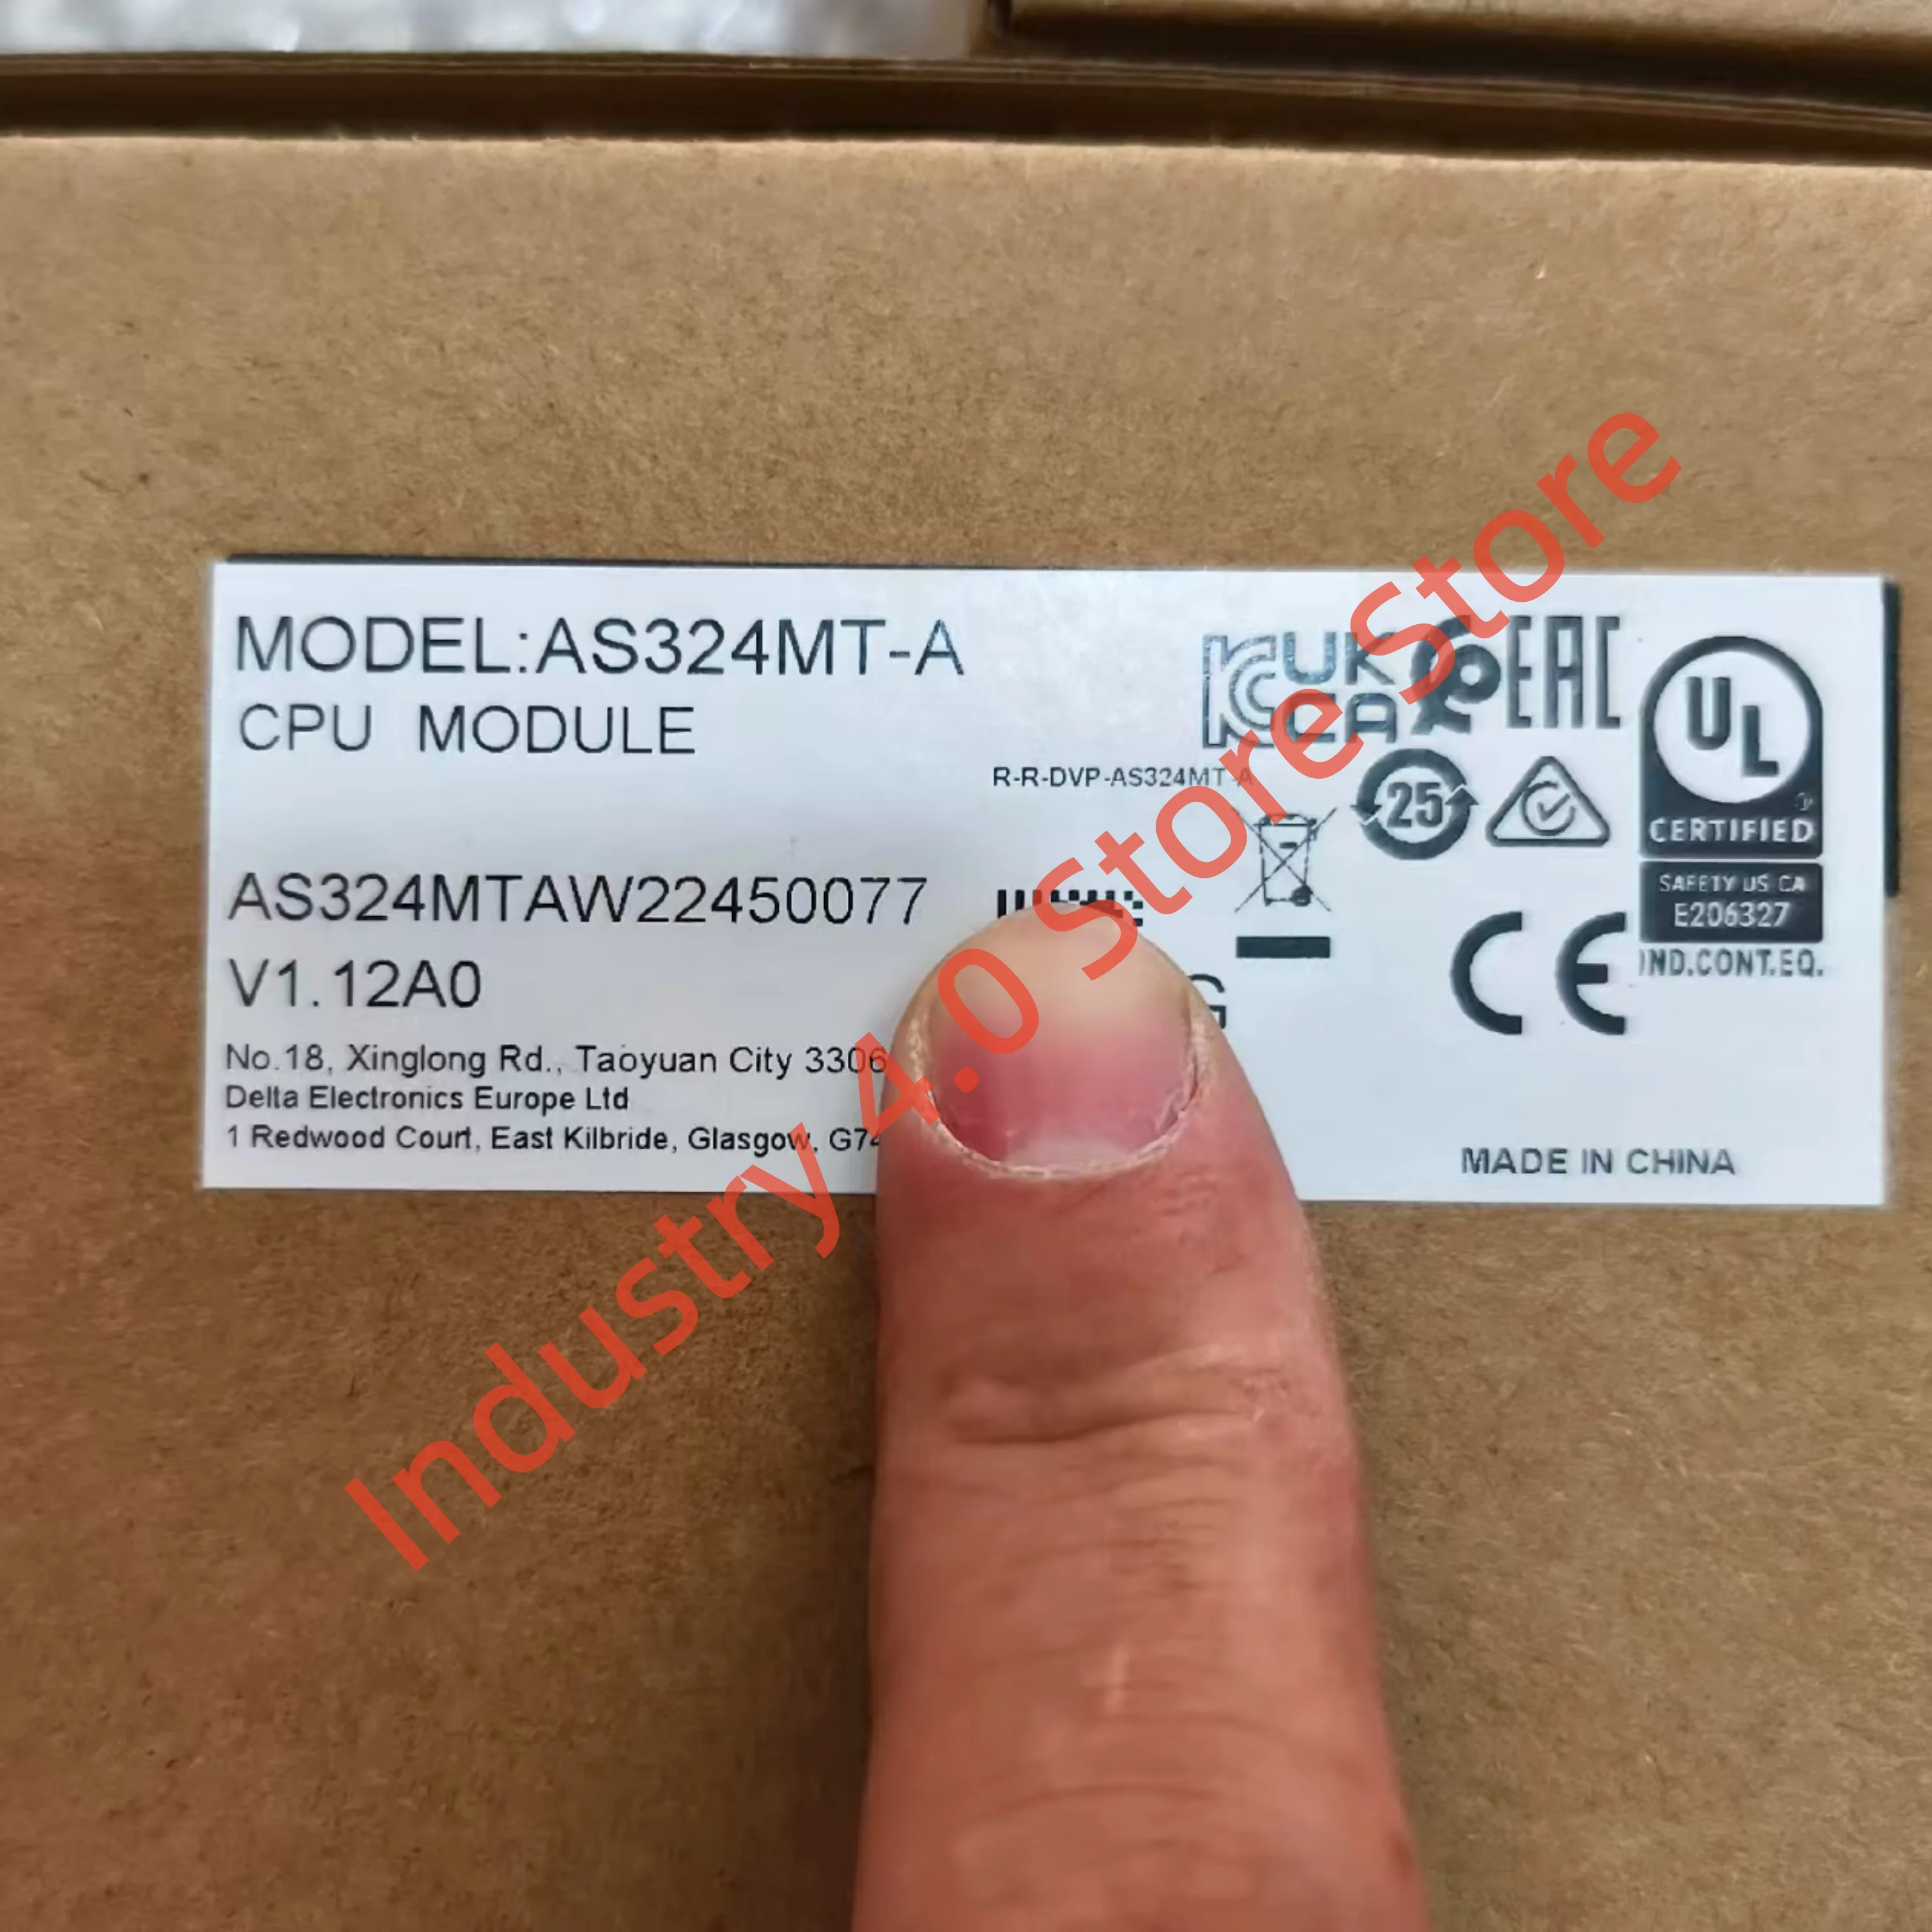 MODEL:AS324MT-A
CPU MODULE
R-R-DVP-AS324MT-A
AS324MTAW22450077
V1.12A0
No.18, Xinglong Rd., Taoyuan City 3306
Delta Electronics Europe Ltd
1 Redwood Court, East Kilbride, Glasgow, G74
UK
CA
EAC
25
UL
®
CERTIFIED
SAFETY US CA
E206327
IND.CONT.EQ.
CE
G
MADE IN CHINA
Industry 4.0 Store Store